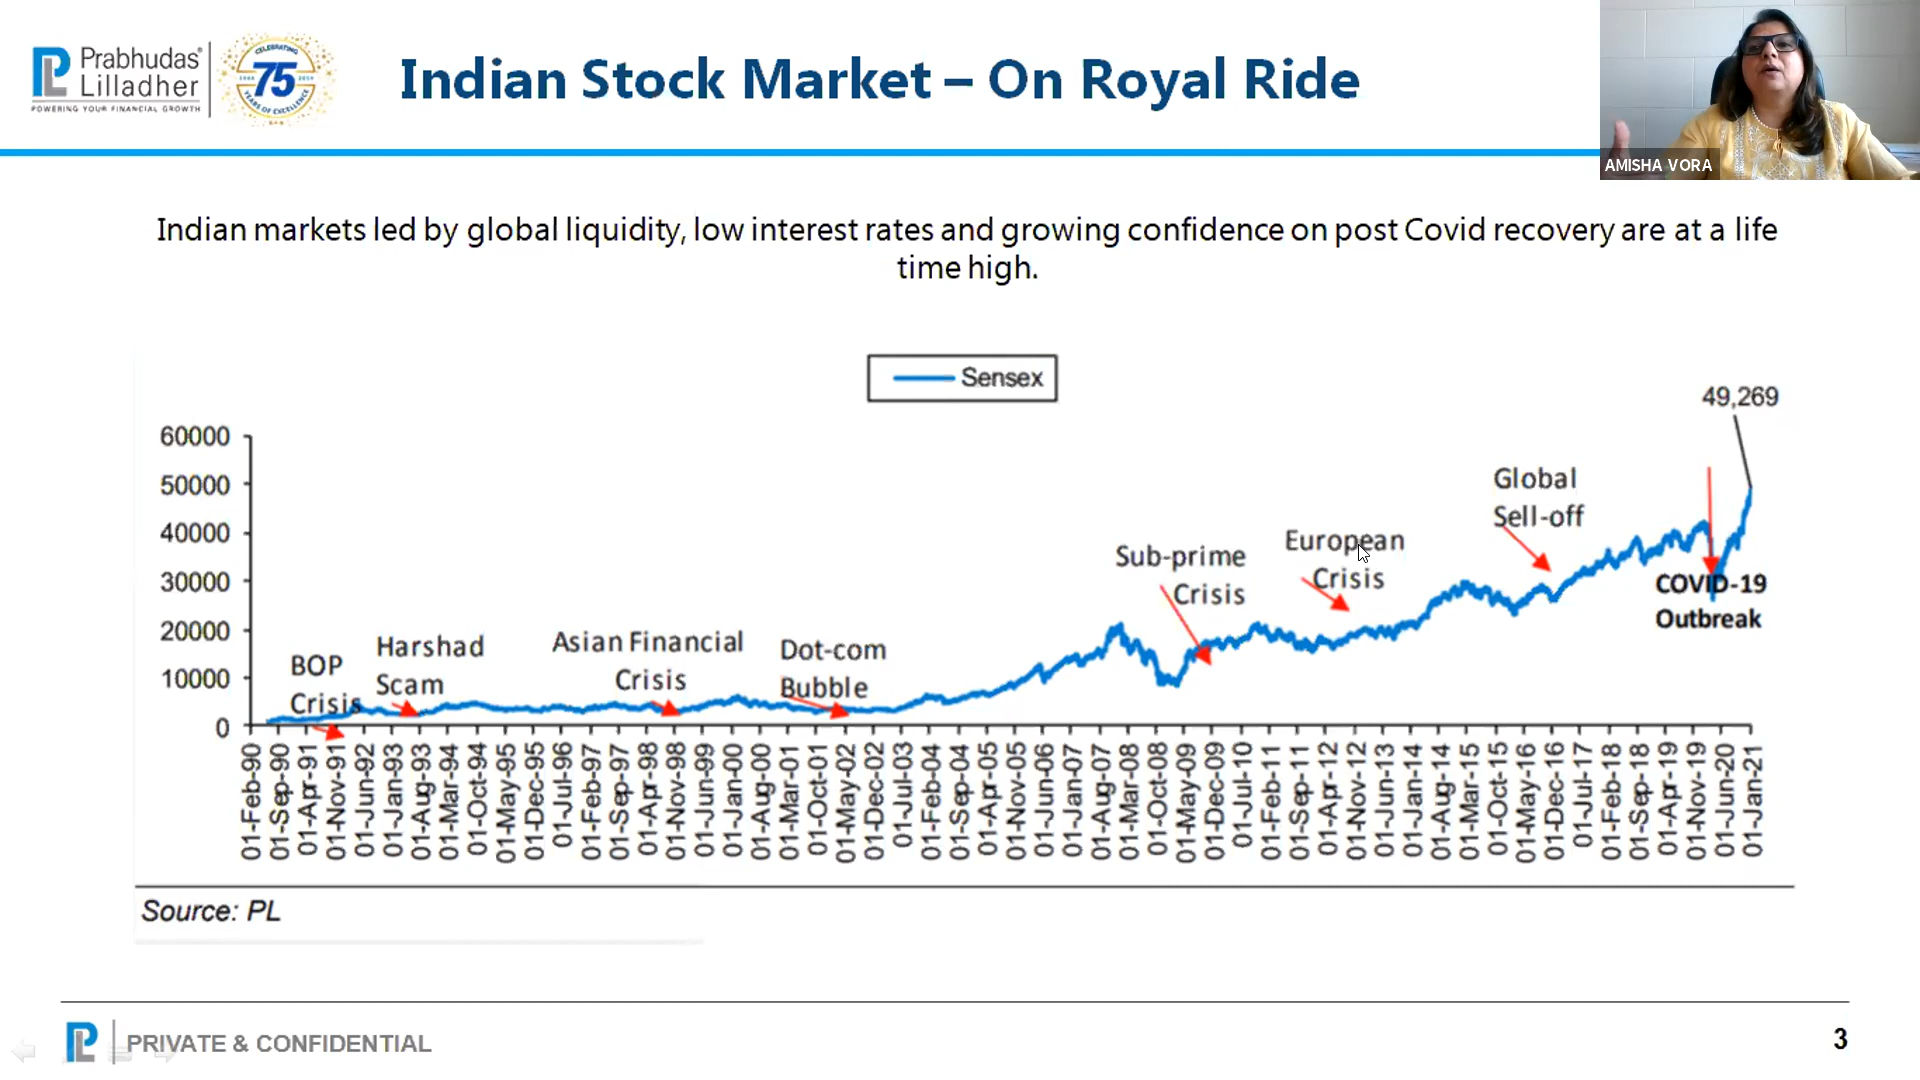 Prabhudas
Lilladher
POWERING YOUR FINANCIAL GROWTH
CELEBRATING
75
YEARS OF EXCELLENCE
Indian Stock Market – On Royal Ride
AMISHA VORA
Indian markets led by global liquidity, low interest rates and growing confidence on post Covid recovery are at a life
time high.
Sensex
49,269
60000
50000
40000
30000
20000
10000
0
BOP
Crisis
Harshad
Scam
Asian Financial
Crisis
Dot-com
Bubble
Sub-prime
Crisis
European
Crisis
Global
Sell-off
COVID-19
Outbreak
01-Feb-90
01-Sep-90
01-Apr-91
01-Nov-91
01-Jun-92
01-Jan-93
01-Aug-93
01-Mar-94
01-Oct-94
01-May-95
01-Dec-95
01-Jul-96
01-Feb-97
01-Sep-97
01-Apr-98
01-Nov-98
01-Jun-99
01-Jan-00
01-Aug-00
01-Mar-01
01-Oct-01
01-May-02
01-Dec-02
01-Jul-03
01-Feb-04
01-Sep-04
01-Apr-05
01-Nov-05
01-Jun-06
01-Jan-07
01-Aug-07
01-Mar-08
01-Oct-08
01-May-09
01-Dec-09
01-Jul-10
01-Feb-11
01-Sep-11
01-Apr-12
01-Nov-12
01-Jun-13
01-Jan-14
01-Aug-14
01-Mar-15
01-Oct-15
01-May-16
01-Dec-16
01-Jul-17
01-Feb-18
01-Sep-18
01-Apr-19
01-Nov-19
01-Jun-20
01-Jan-21
Source: PL
PRIVATE & CONFIDENTIAL
3